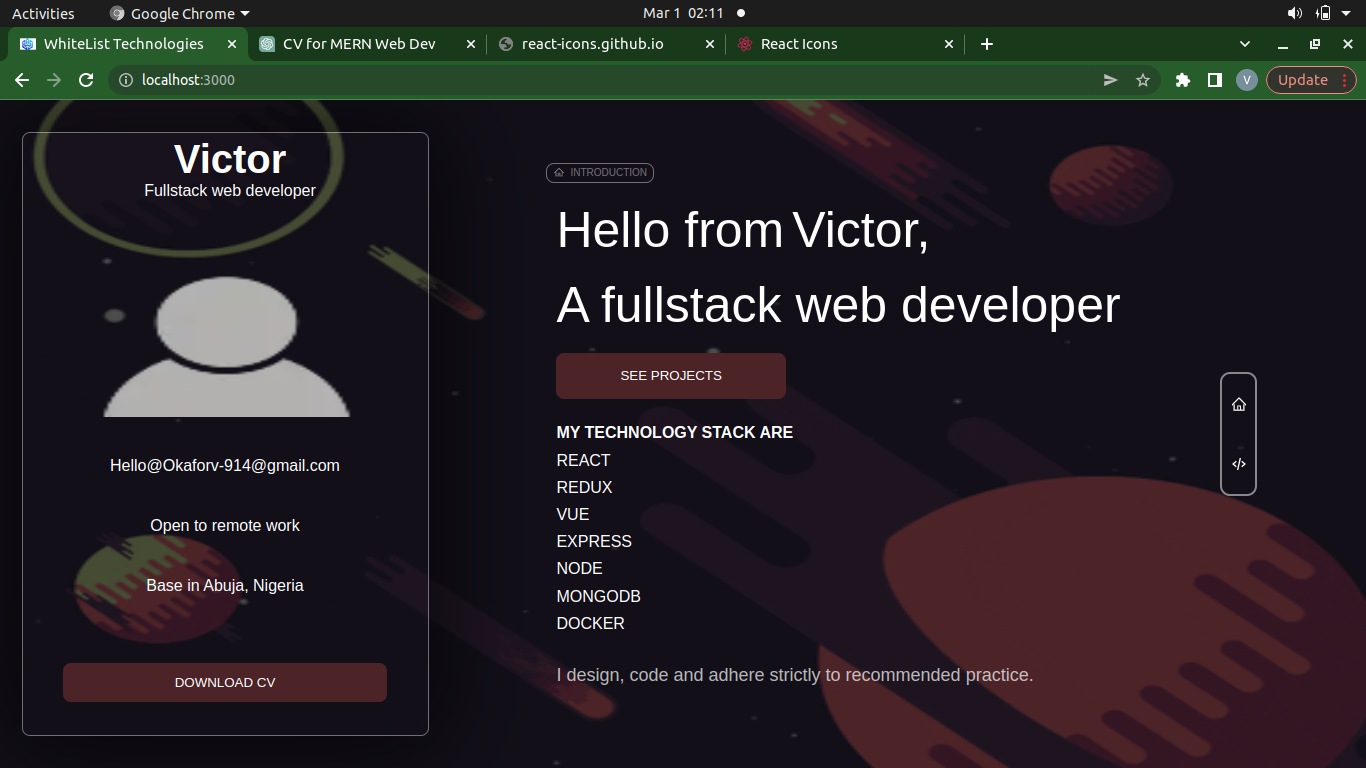 Activities
Google Chrome
Mar 1 02:11
WhiteList Technologies
CV for MERN Web Dev
react-icons.github.io
React Icons
localhost:3000
V
Update
Victor
Fullstack web developer
Hello@Okaforv-914@gmail.com
Open to remote work
Base in Abuja, Nigeria
DOWNLOAD CV
INTRODUCTION
Hello from Victor,
A fullstack web developer
SEE PROJECTS
MY TECHNOLOGY STACK ARE
REACT
REDUX
VUE
EXPRESS
NODE
MONGODB
DOCKER
I design, code and adhere strictly to recommended practice.